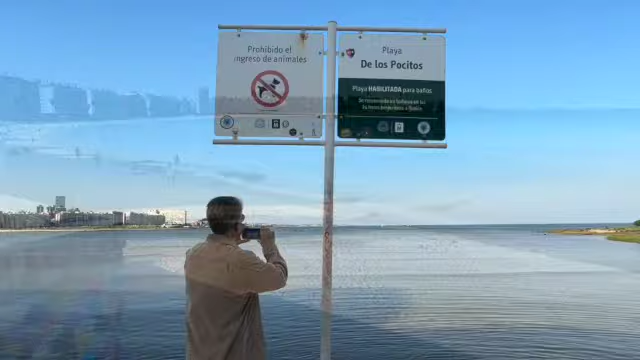 Prohibido el
ingreso de animales
Playa
De los Pocitos
Playa HABILITADA para baños